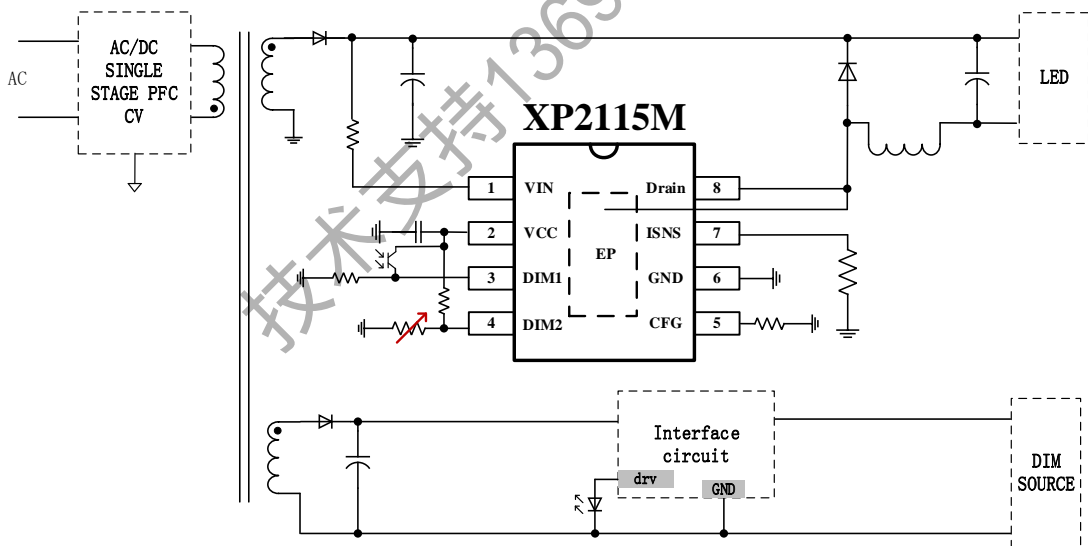 AC
AC/DC
SINGLE
STAGE PFC
CV
技术支持1369
XP2115M
LED
1 VIN
2 VCC
3 DIM1
4 DIM2
EP
Drain 8
ISNS 7
GND 6
CFG 5
Interface
circuit
drv
GND
DIM
SOURCE